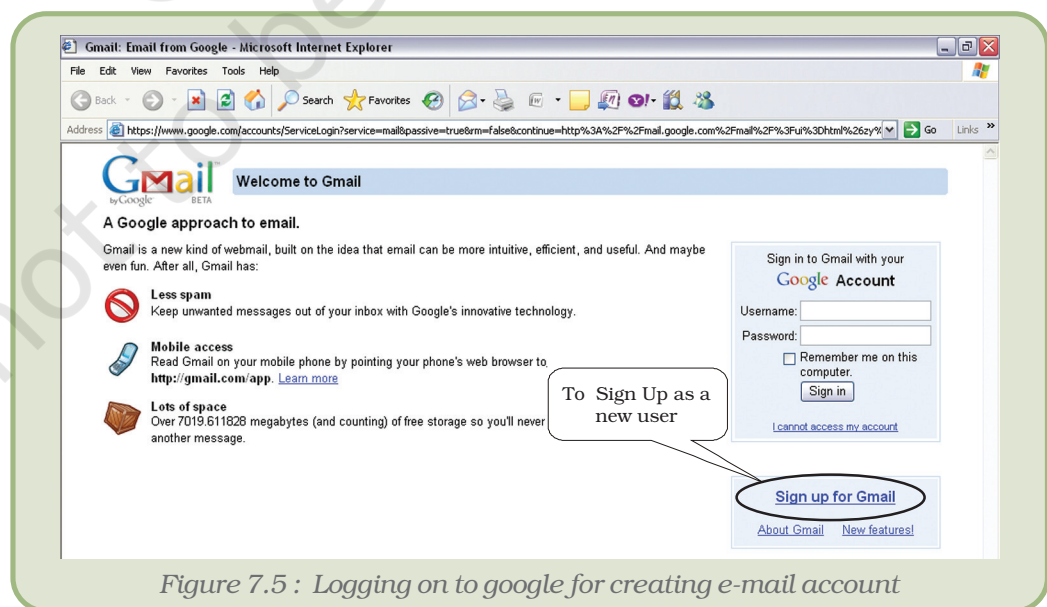 Gmail: Email from Google - Microsoft Internet Explorer
File Edit View Favorites Tools Help
Back Search Favorites
Address https://www.google.com/accounts/ServiceLogin?service=mail&passive=true&rm=false&continue=http%3A%2F%2Fmail.google.com%2Fmail%2F%3Fui%3Dhtml%26zy% Go Links »
Gmail
by Google BETA
Welcome to Gmail
A Google approach to email.
Gmail is a new kind of webmail, built on the idea that email can be more intuitive, efficient, and useful. And maybe
even fun. After all, Gmail has:
Less spam
Keep unwanted messages out of your inbox with Google's innovative technology.
Mobile access
Read Gmail on your mobile phone by pointing your phone's web browser to
http://gmail.com/app. Learn more
Lots of space
Over 7019.611828 megabytes (and counting) of free storage so you'll never
another message.
Sign in to Gmail with your
Google Account
Username:
Password:
Remember me on this
computer.
Sign in
I cannot access my account
To Sign Up as a
new user
Sign up for Gmail
About Gmail New features!
Figure 7.5 : Logging on to google for creating e-mail account
not to be